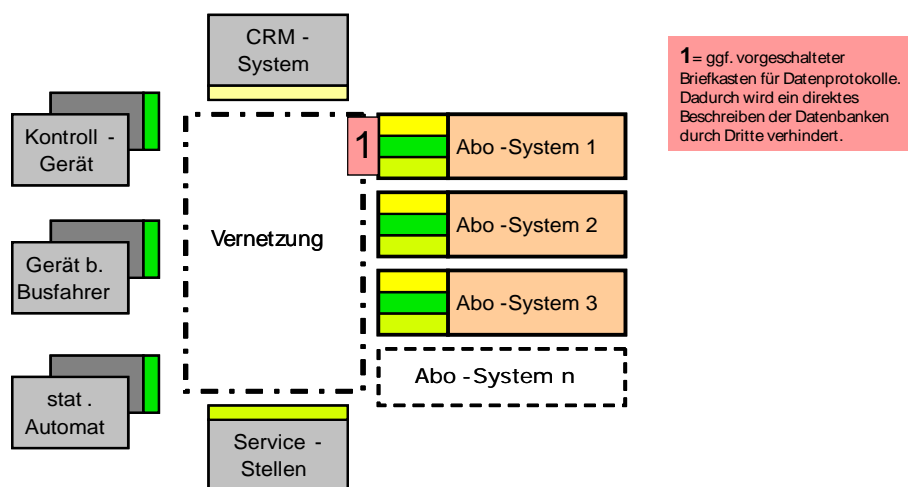 CRM -
System
1= ggf. vorgeschalteter
Briefkasten für Datenprotokolle.
Dadurch wird ein direktes
Beschreiben der Datenbanken
durch Dritte verhindert.
Kontroll -
Gerät
1
Abo -System 1
Vernetzung
Abo -System 2
Gerät b.
Busfahrer
Abo -System 3
Abo -System n
stat .
Automat
Service -
Stellen